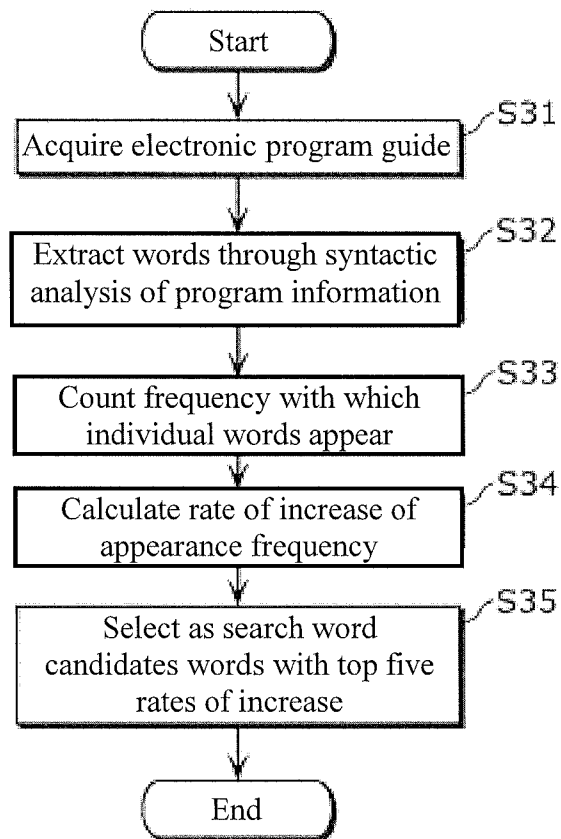 Start
S31
Acquire electronic program guide
S32
Extract words through syntactic
analysis of program information
S33
Count frequency with which
individual words appear
S34
Calculate rate of increase of
appearance frequency
S35
Select as search word
candidates words with top five
rates of increase
End